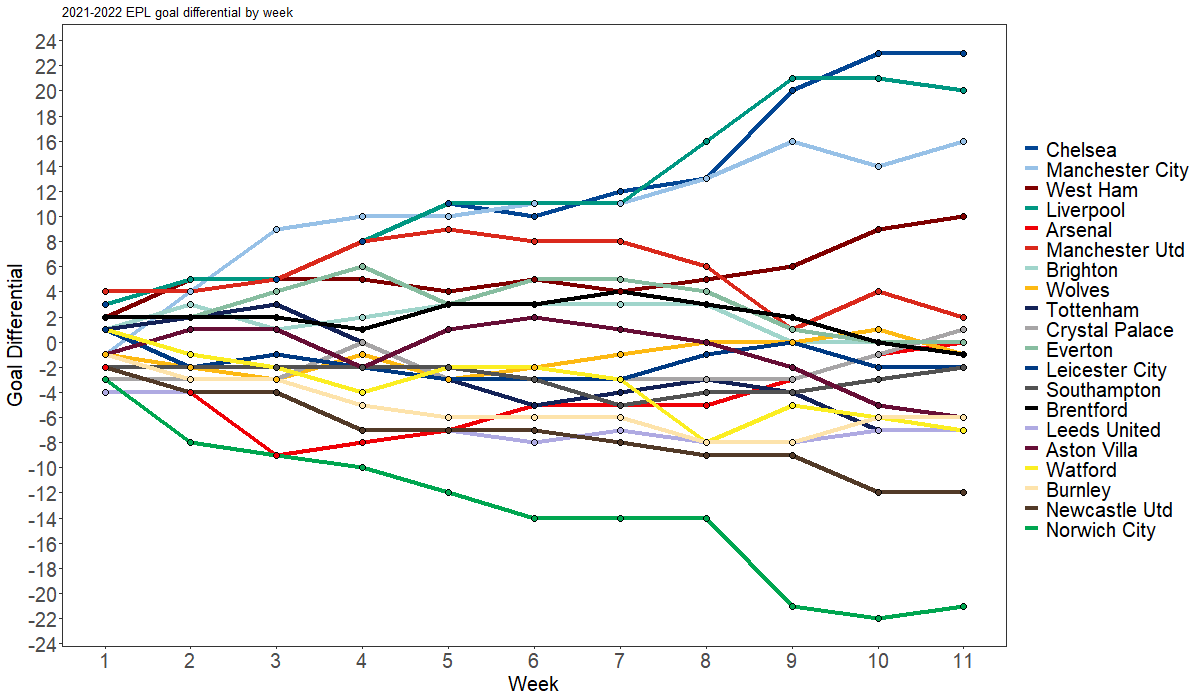 2021-2022 EPL goal differential by week
Goal Differential
24
22
20
18
16
14
12
10
8
6
4
2
0
-2
-4
-6
-8
-10
-12
-14
-16
-18
-20
-22
-24
1 2 3 4 5 6 7 8 9 10 11
Week
Chelsea
Manchester City
West Ham
Liverpool
Arsenal
Manchester Utd
Brighton
Wolves
Tottenham
Crystal Palace
Everton
Leicester City
Southampton
Brentford
Leeds United
Aston Villa
Watford
Burnley
Newcastle Utd
Norwich City